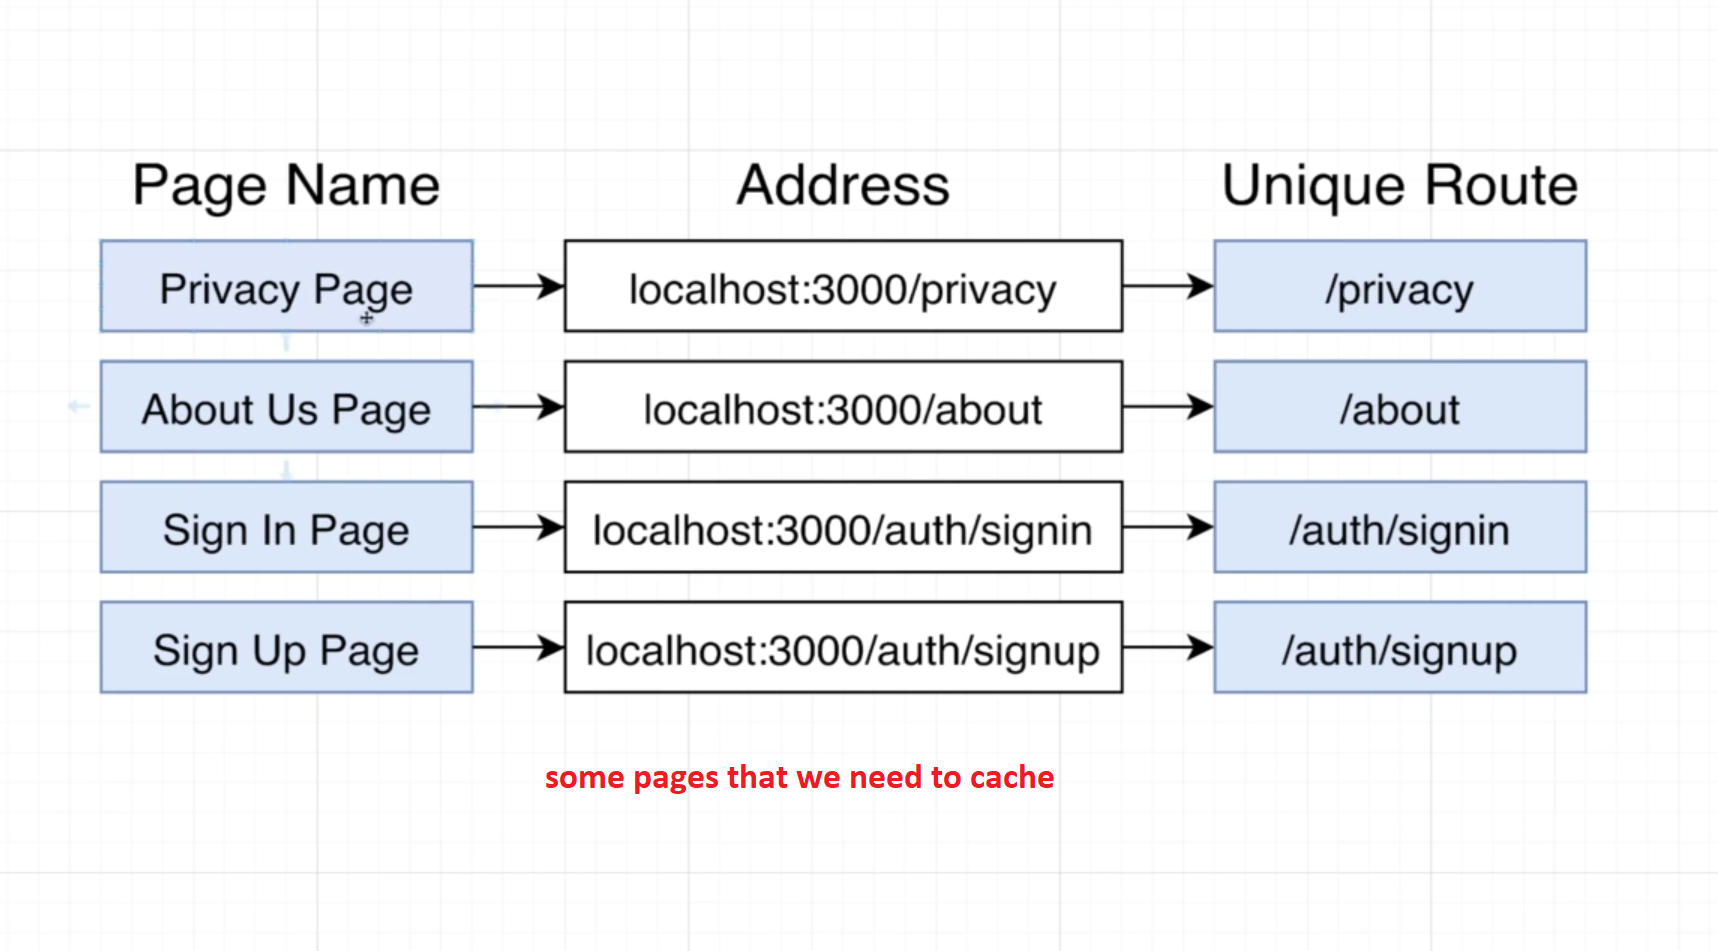 Page Name Address Unique Route
Privacy Page localhost:3000/privacy /privacy
About Us Page localhost:3000/about /about
Sign In Page localhost:3000/auth/signin /auth/signin
Sign Up Page localhost:3000/auth/signup /auth/signup
some pages that we need to cache